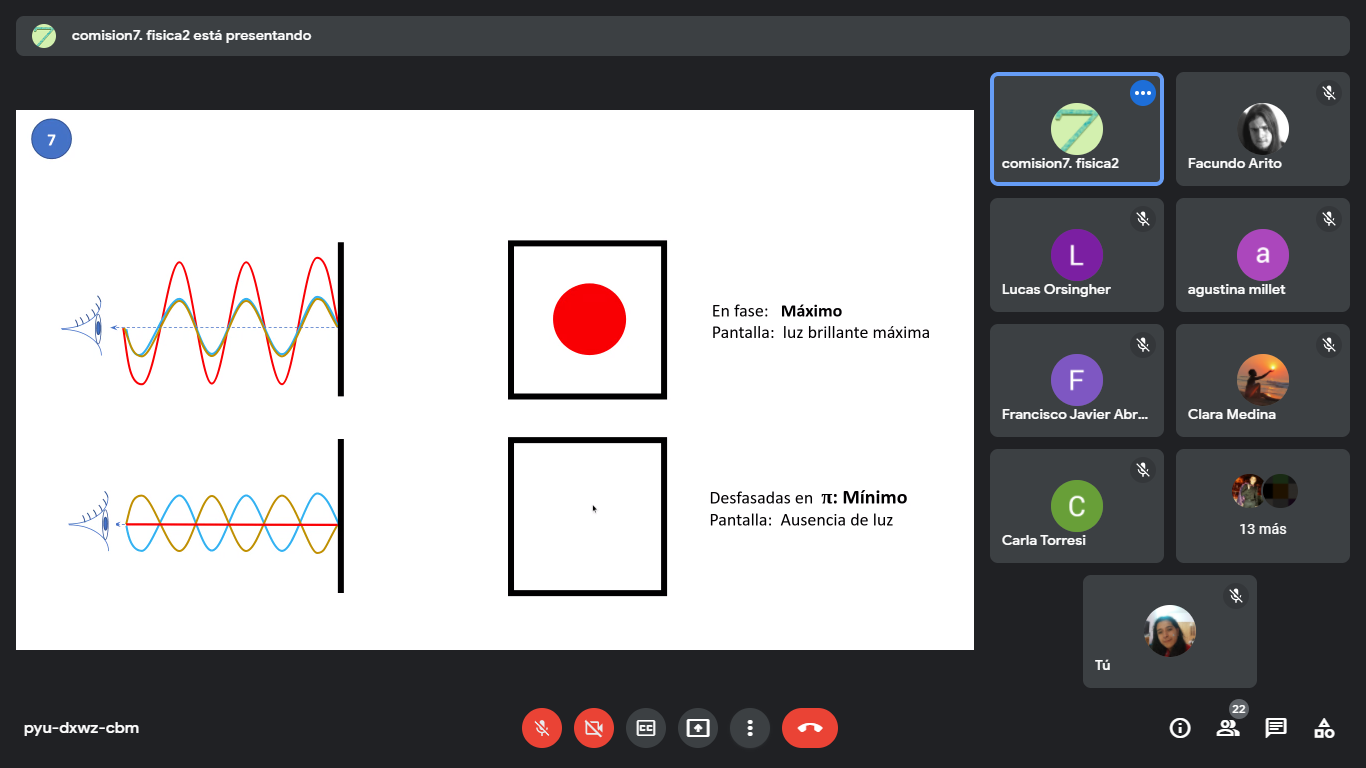 comision7. fisica2 está presentando
7
En fase: Máximo
Pantalla: luz brillante máxima
Desfasadas en π: Mínimo
Pantalla: Ausencia de luz
7
comision7. fisica2
Facundo Arito
L
Lucas Orsingher
a
agustina millet
F
Francisco Javier Abr...
Clara Medina
C
Carla Torresi
13 más
Tú
pyu-dxwz-cbm
CC
22